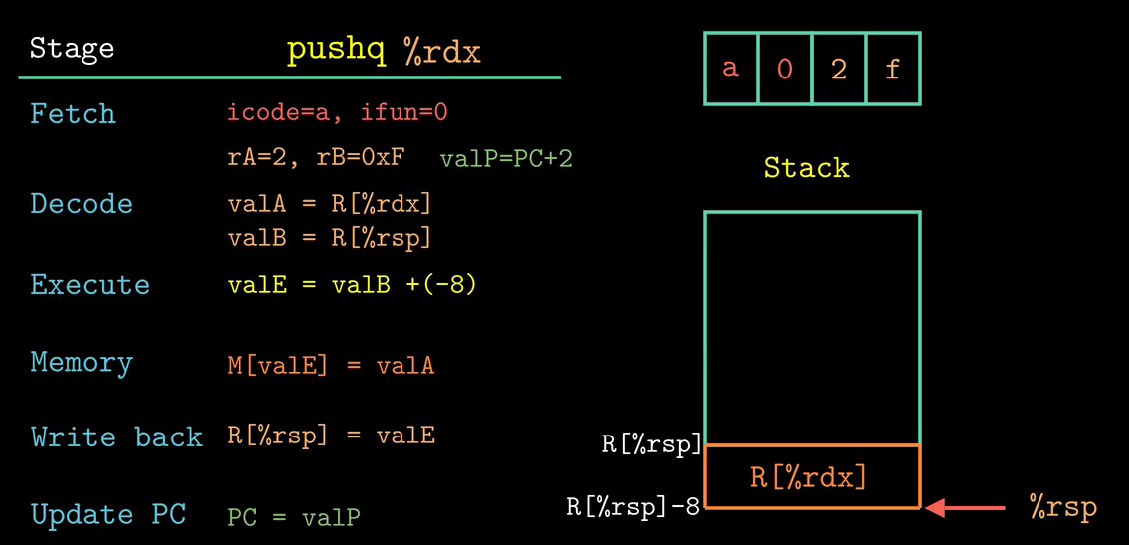 Stage pushq %rdx
Fetch icode=a, ifun=0
rA=2, rB=0xF valP=PC+2
Decode valA = R[%rdx]
valB = R[%rsp]
Execute valE = valB +(-8)
Memory M[valE] = valA
Write back R[%rsp] = valE
Update PC PC = valP
a 0 2 f
Stack
R[%rsp]
R[%rdx]
R[%rsp]-8
%rsp